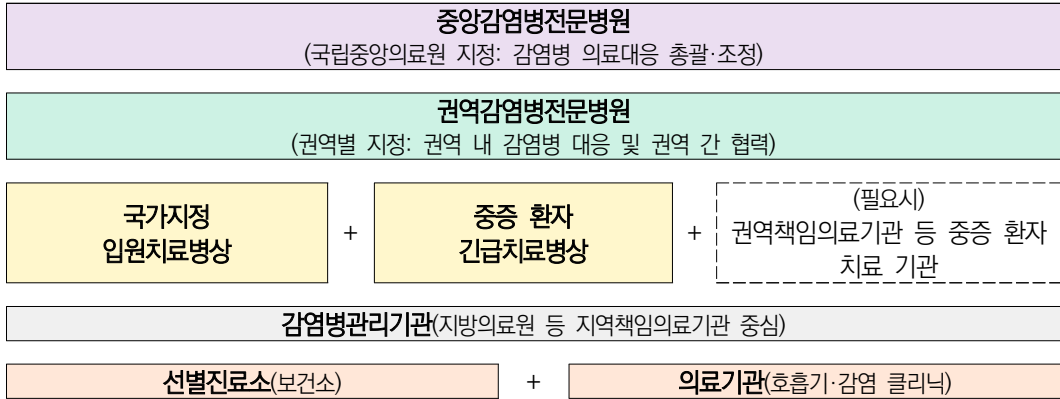 중앙감염병전문병원
(국립중앙의료원 지정: 감염병 의료대응 총괄·조정)
권역감염병전문병원
(권역별 지정: 권역 내 감염병 대응 및 권역 간 협력)
국가지정
입원치료병상
+
중증 환자
긴급치료병상
+
(필요시)
권역책임의료기관 등 중증 환자
치료 기관
감염병관리기관(지방의료원 등 지역책임의료기관 중심)
선별진료소(보건소)
+
의료기관(호흡기·감염 클리닉)